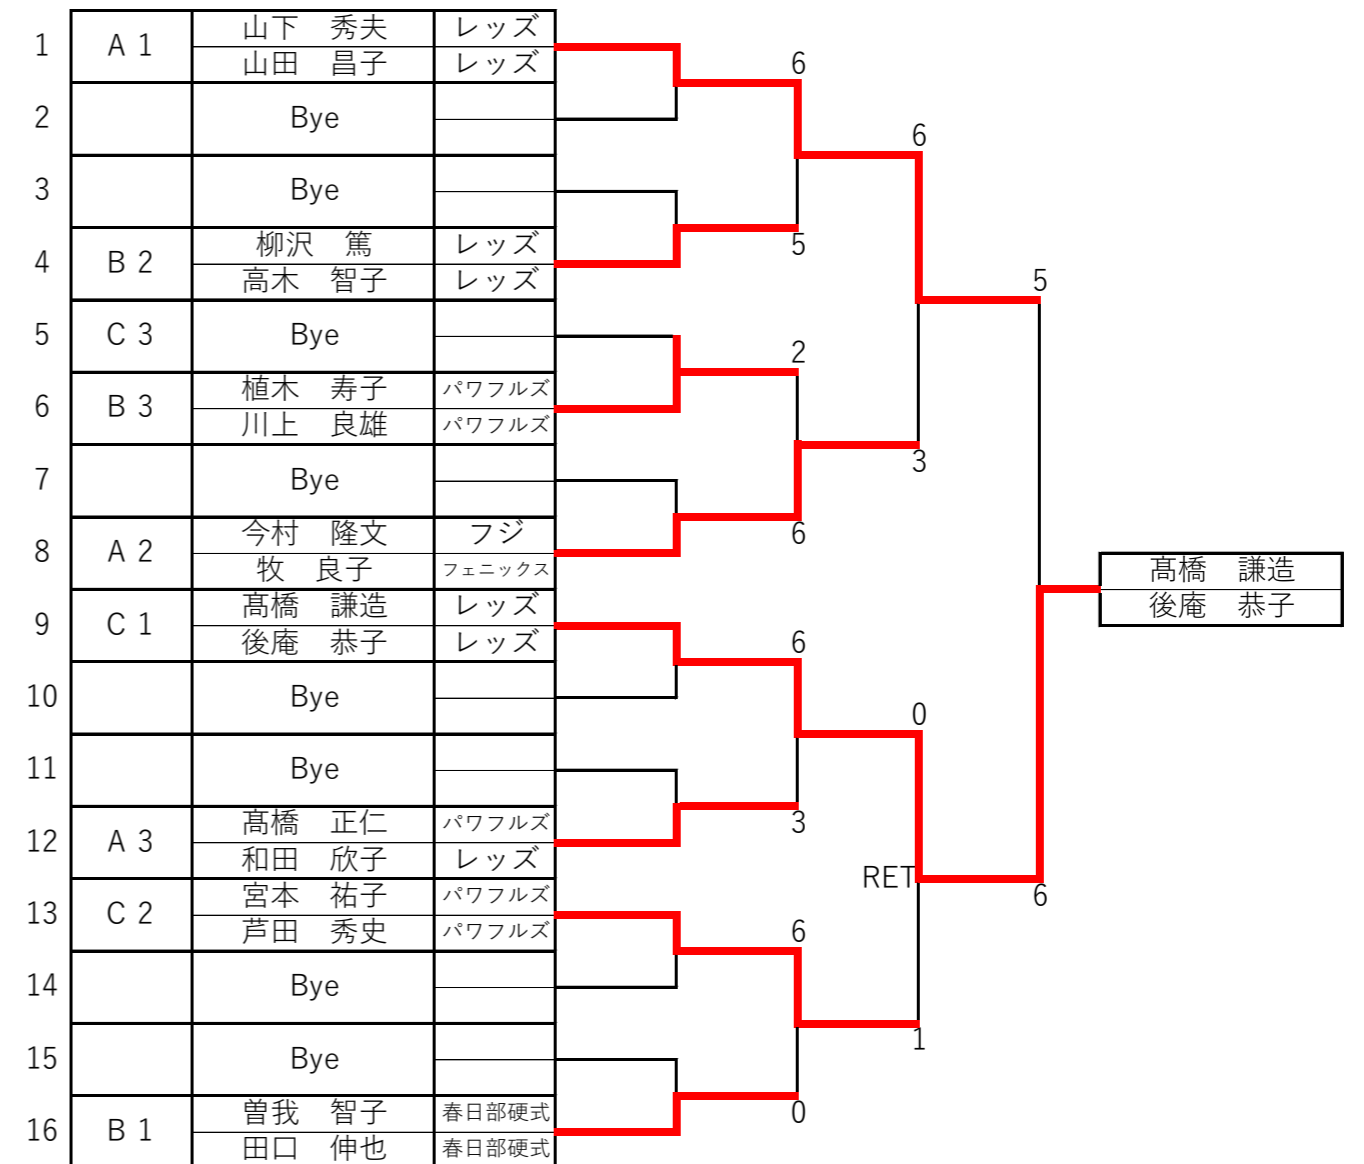 1 A 1 山下　秀夫 レッズ
山田　昌子 レッズ
2 Bye
3 Bye
4 B 2 柳沢　篤 レッズ
高木　智子 レッズ
5 C 3 Bye
6 B 3 植木　寿子 パワフルズ
川上　良雄 パワフルズ
7 Bye
8 A 2 今村　隆文 フジ
牧　良子 フェニックス
9 C 1 髙橋　謙造 レッズ
後庵　恭子 レッズ
10 Bye
11 Bye
12 A 3 髙橋　正仁 パワフルズ
和田　欣子 レッズ
13 C 2 宮本　祐子 パワフルズ
芦田　秀史 パワフルズ
14 Bye
15 Bye
16 B 1 曽我　智子 春日部硬式
田口　伸也 春日部硬式
6
5
2
6
6
3
6
0
6
3
0
RET
1
5
6
髙橋　謙造
後庵　恭子